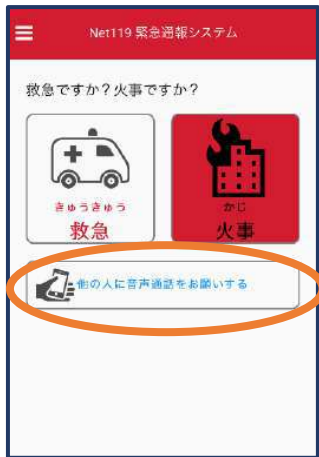 Net119 緊急通報システム
救急ですか？火事ですか？
きゅうきゅう
救急
かじ
火事
他の人に音声通話をお願いする